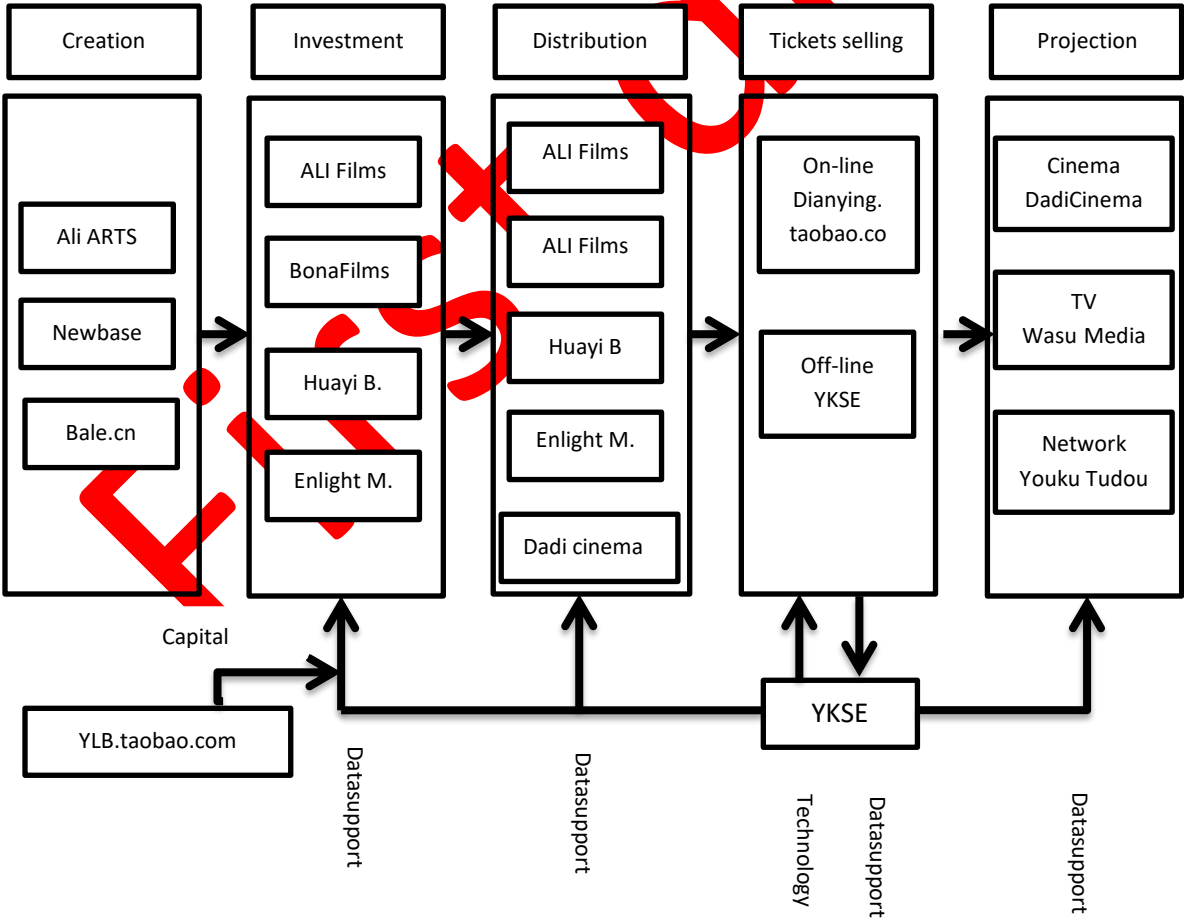 Creation
Investment
Distribution
Tickets selling
Projection
Ali ARTS
Newbase
Bale.cn
ALI Films
BonaFilms
Huayi B.
Enlight M.
ALI Films
ALI Films
Huayi B
Enlight M.
Dadi cinema
On-line
Dianying.
taobao.co
Off-line
YKSE
Cinema
DadiCinema
TV
Wasu Media
Network
Youku Tudou
Capital
YLB.taobao.com
YKSE
Datasupport
Datasupport
Technology
Datasupport
Datasupport